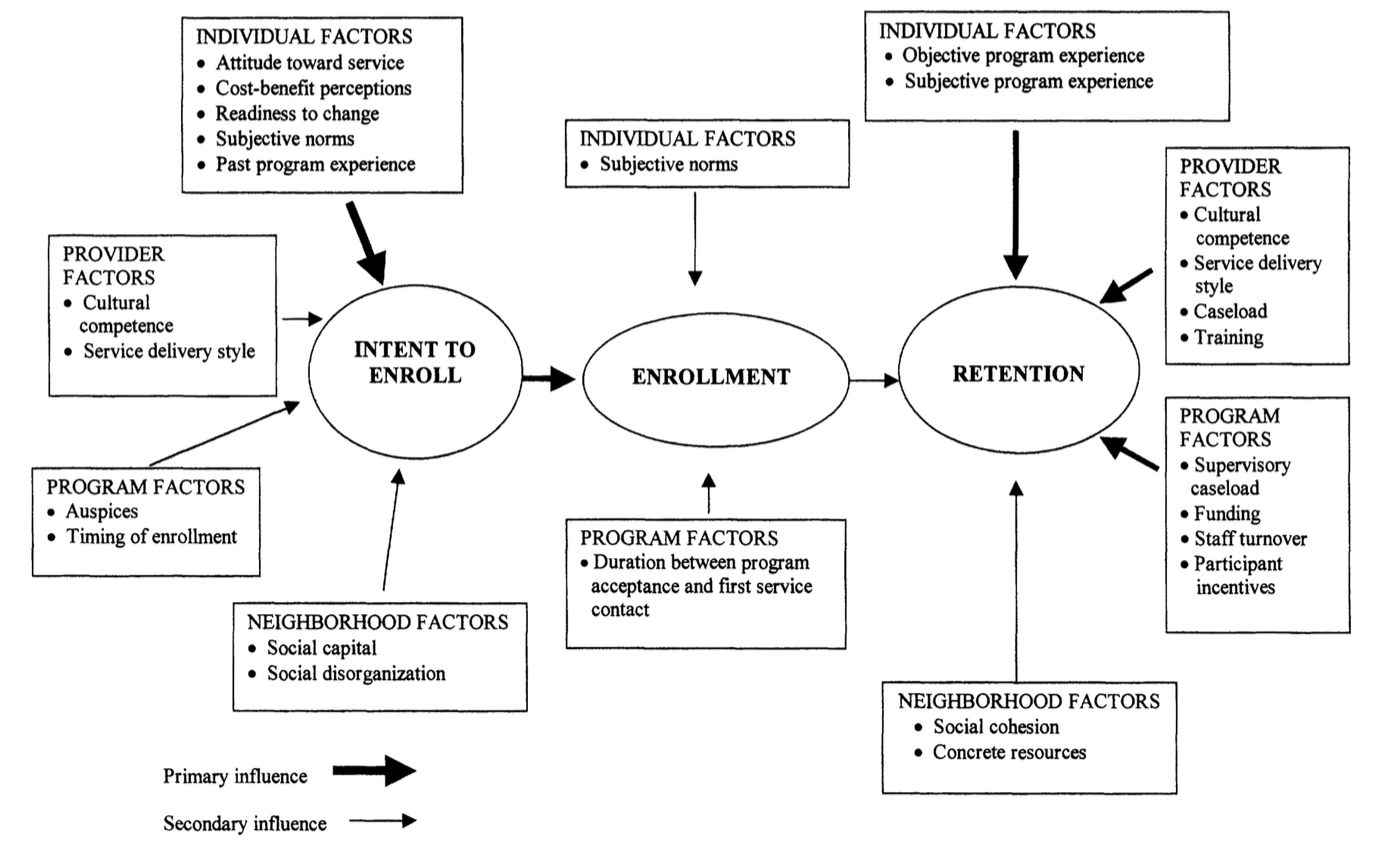 INDIVIDUAL FACTORS
• Attitude toward service
• Cost-benefit perceptions
• Readiness to change
• Subjective norms
• Past program experience
INDIVIDUAL FACTORS
• Subjective norms
INDIVIDUAL FACTORS
• Objective program experience
• Subjective program experience
PROVIDER
FACTORS
• Cultural
competence
• Service delivery style
PROVIDER
FACTORS
• Cultural
competence
• Service delivery
style
• Caseload
• Training
INTENT TO
ENROLL
ENROLLMENT
RETENTION
PROGRAM FACTORS
• Auspices
• Timing of enrollment
PROGRAM FACTORS
• Duration between program
acceptance and first service
contact
PROGRAM
FACTORS
• Supervisory
caseload
• Funding
• Staff turnover
• Participant
incentives
NEIGHBORHOOD FACTORS
• Social capital
• Social disorganization
NEIGHBORHOOD FACTORS
• Social cohesion
• Concrete resources
Primary influence
Secondary influence